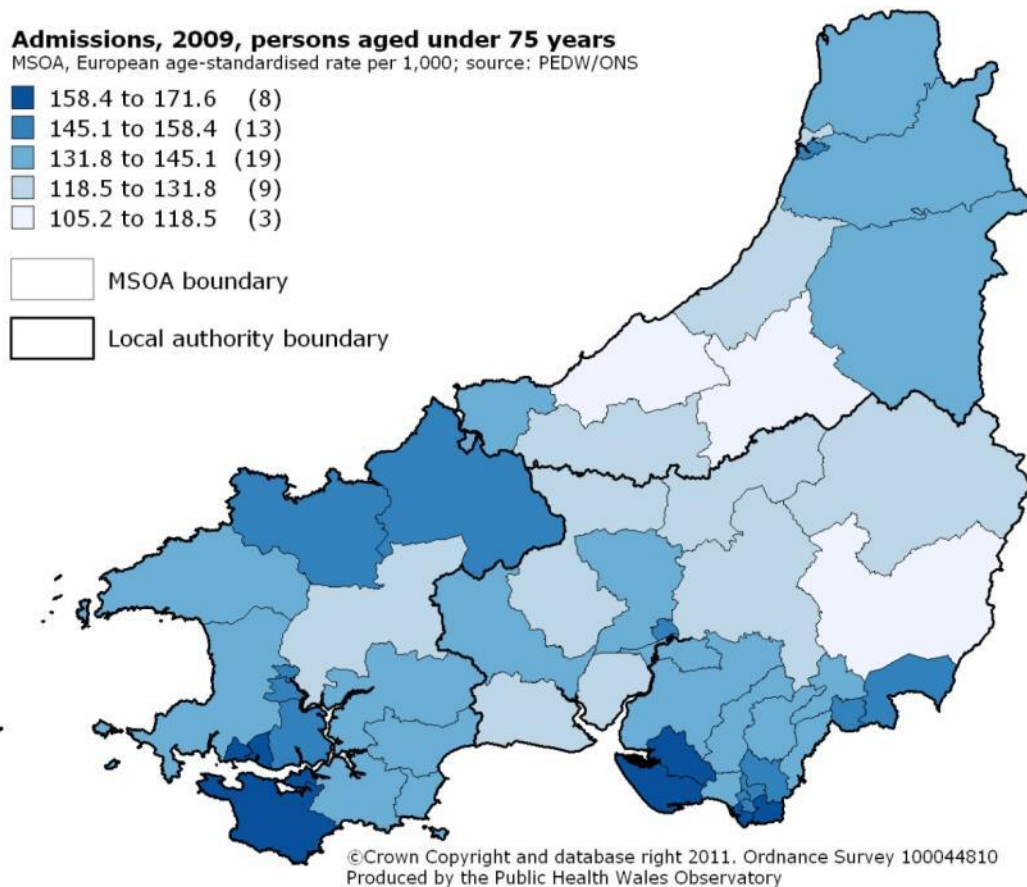 Admissions, 2009, persons aged under 75 years
MSOA, European age-standardised rate per 1,000; source: PEDW/ONS
158.4 to 171.6 (8)
145.1 to 158.4 (13)
131.8 to 145.1 (19)
118.5 to 131.8 (9)
105.2 to 118.5 (3)
MSOA boundary
Local authority boundary
©Crown Copyright and database right 2011. Ordnance Survey 100044810
Produced by the Public Health Wales Observatory